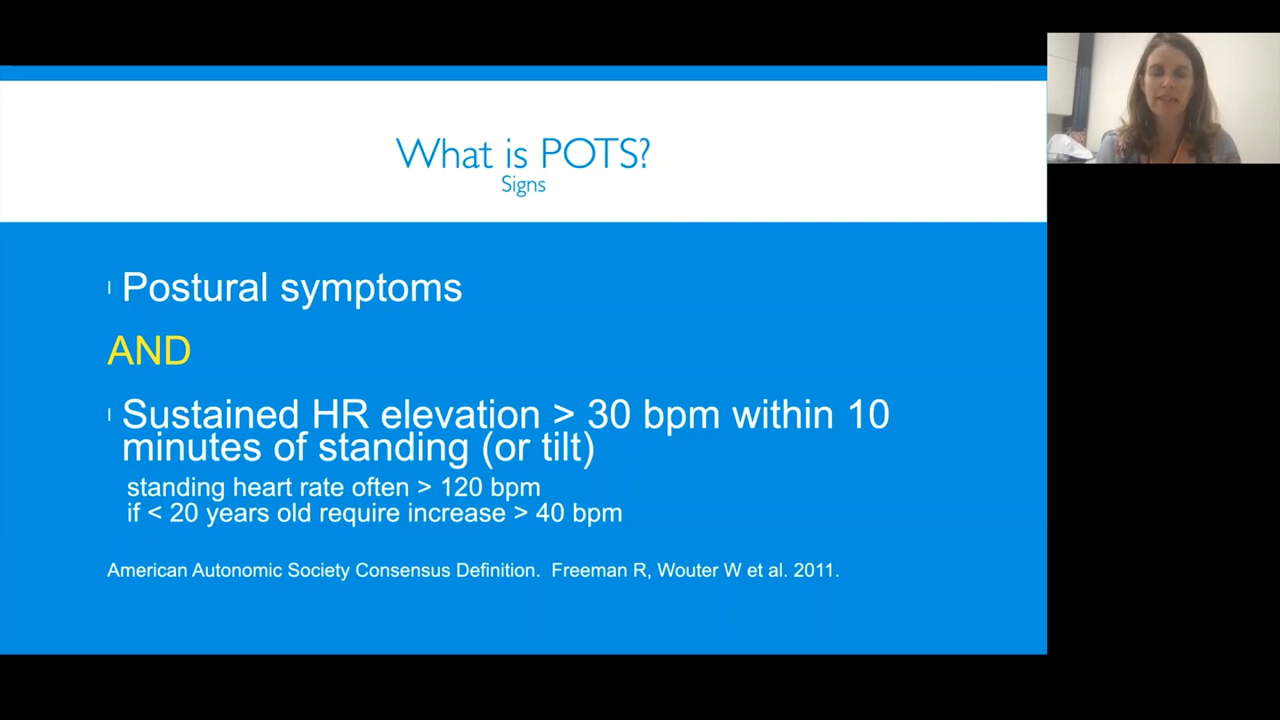 What is POTS?
Signs
Postural symptoms
AND
Sustained HR elevation > 30 bpm within 10
minutes of standing (or tilt)
standing heart rate often > 120 bpm
if < 20 years old require increase > 40 bpm
American Autonomic Society Consensus Definition.  Freeman R, Wouter W et al. 2011.